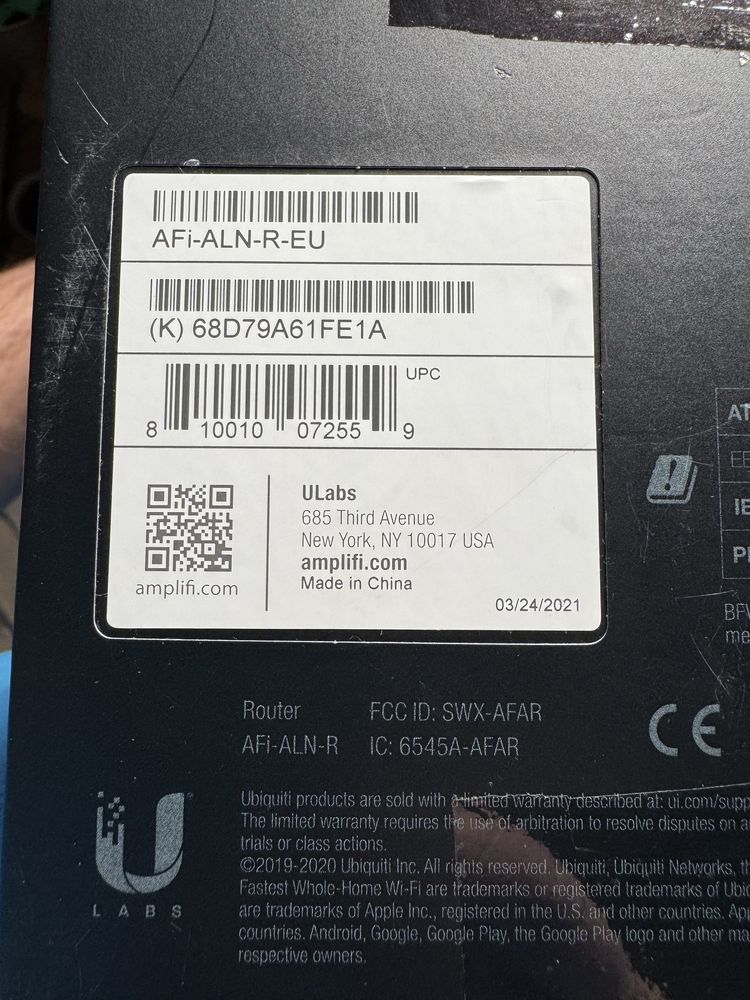 AFi-ALN-R-EU
(K) 68D79A61FE1A
UPC
8 10010 07255 9
ULabs
685 Third Avenue
New York, NY 10017 USA
amplifi.com
Made in China
amplifi.com
03/24/2021
Router FCC ID: SWX-AFAR
AFi-ALN-R IC: 6545A-AFAR
CE
LABS
Ubiquiti products are sold with a limited warranty described at: ui.com/supp
The limited warranty requires the use of arbitration to resolve disputes on a
trials or class actions.
©2019-2020 Ubiquiti Inc. All rights reserved. Ubiquiti, Ubiquiti Networks, t
Fastest Whole-Home Wi-Fi are trademarks or registered trademarks of Ubi
are trademarks of Apple Inc., registered in the U.S. and other countries. Ap
countries. Android, Google, Google Play, the Google Play logo and other ma
respective owners.